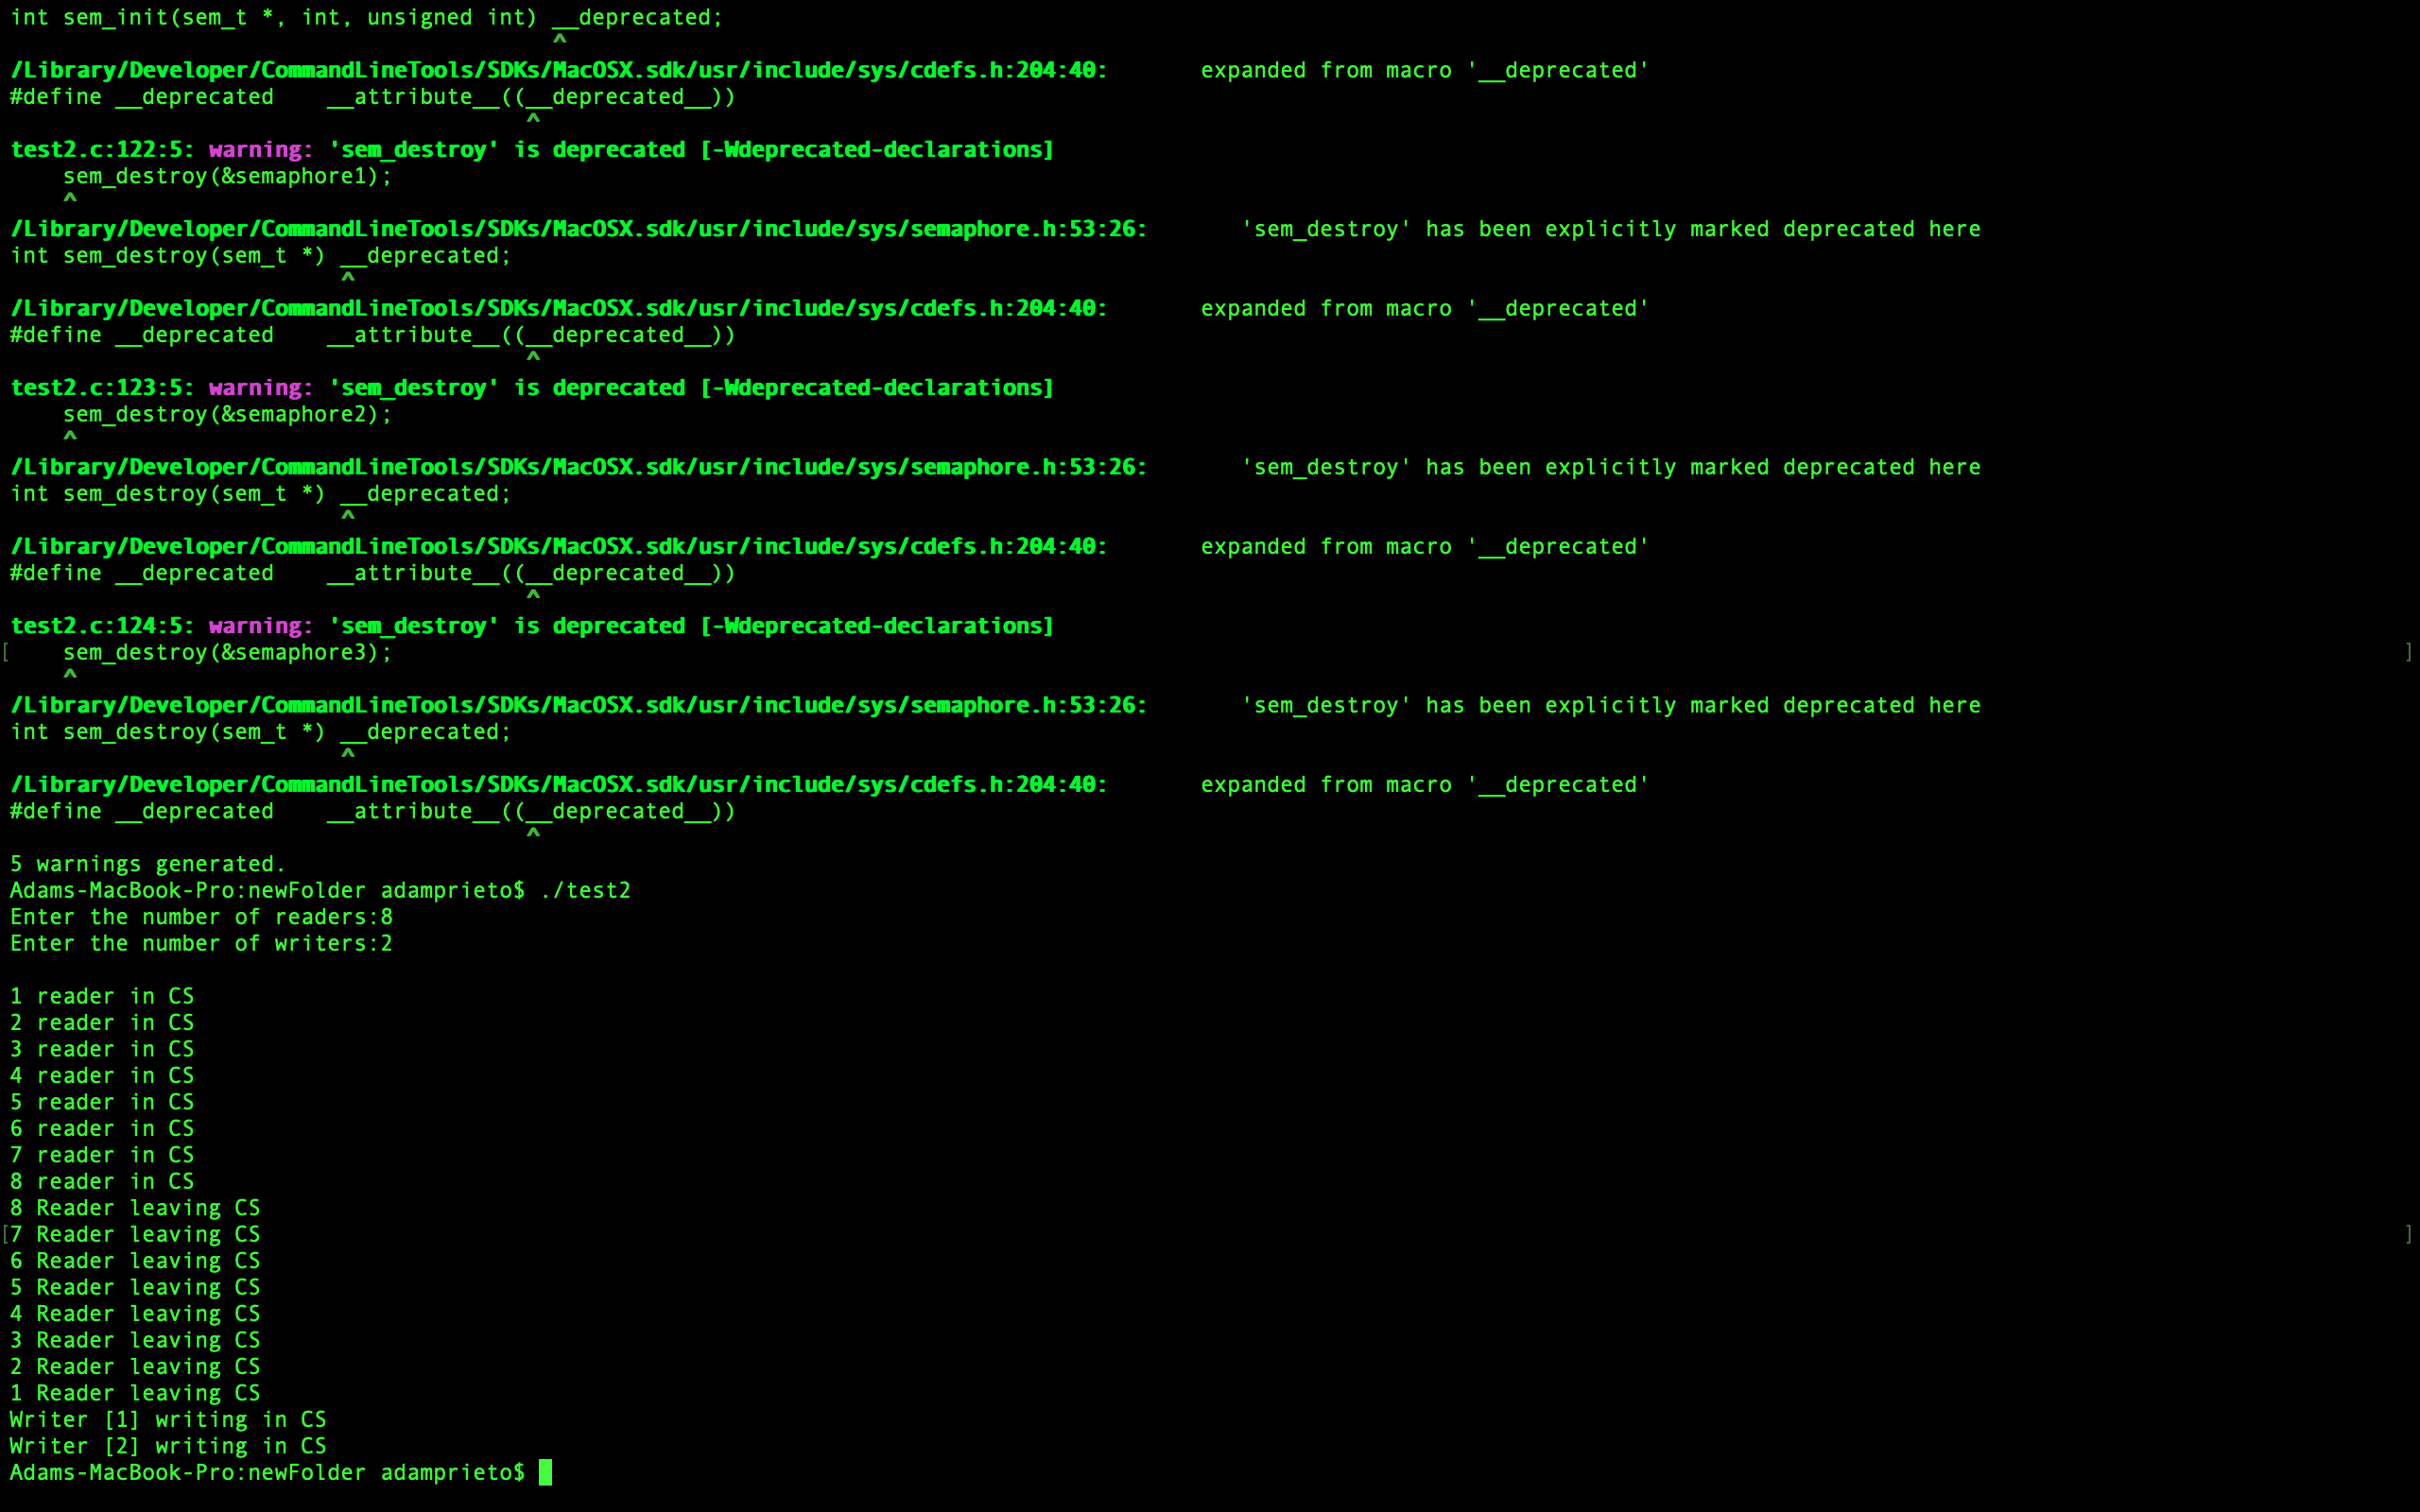 int sem_init(sem_t *, int, unsigned int) __deprecated;
                                         ^
/Library/Developer/CommandLineTools/SDKs/MacOSX.sdk/usr/include/sys/cdefs.h:204:40:       expanded from macro '__deprecated'
#define __deprecated    __attribute__((__deprecated__))
                                       ^
test2.c:122:5: warning: 'sem_destroy' is deprecated [-Wdeprecated-declarations]
    sem_destroy(&semaphore1);
    ^
/Library/Developer/CommandLineTools/SDKs/MacOSX.sdk/usr/include/sys/semaphore.h:53:26:       'sem_destroy' has been explicitly marked deprecated here
int sem_destroy(sem_t *) __deprecated;
                         ^
/Library/Developer/CommandLineTools/SDKs/MacOSX.sdk/usr/include/sys/cdefs.h:204:40:       expanded from macro '__deprecated'
#define __deprecated    __attribute__((__deprecated__))
                                       ^
test2.c:123:5: warning: 'sem_destroy' is deprecated [-Wdeprecated-declarations]
    sem_destroy(&semaphore2);
    ^
/Library/Developer/CommandLineTools/SDKs/MacOSX.sdk/usr/include/sys/semaphore.h:53:26:       'sem_destroy' has been explicitly marked deprecated here
int sem_destroy(sem_t *) __deprecated;
                         ^
/Library/Developer/CommandLineTools/SDKs/MacOSX.sdk/usr/include/sys/cdefs.h:204:40:       expanded from macro '__deprecated'
#define __deprecated    __attribute__((__deprecated__))
                                       ^
test2.c:124:5: warning: 'sem_destroy' is deprecated [-Wdeprecated-declarations]
[    sem_destroy(&semaphore3); ]
    ^
/Library/Developer/CommandLineTools/SDKs/MacOSX.sdk/usr/include/sys/semaphore.h:53:26:       'sem_destroy' has been explicitly marked deprecated here
int sem_destroy(sem_t *) __deprecated;
                         ^
/Library/Developer/CommandLineTools/SDKs/MacOSX.sdk/usr/include/sys/cdefs.h:204:40:       expanded from macro '__deprecated'
#define __deprecated    __attribute__((__deprecated__))
                                       ^
5 warnings generated.
Adams-MacBook-Pro:newFolder adamprieto$ ./test2
Enter the number of readers:8
Enter the number of writers:2

1 reader in CS
2 reader in CS
3 reader in CS
4 reader in CS
5 reader in CS
6 reader in CS
7 reader in CS
8 reader in CS
8 Reader leaving CS
[7 Reader leaving CS ]
6 Reader leaving CS
5 Reader leaving CS
4 Reader leaving CS
3 Reader leaving CS
2 Reader leaving CS
1 Reader leaving CS
Writer [1] writing in CS
Writer [2] writing in CS
Adams-MacBook-Pro:newFolder adamprieto$